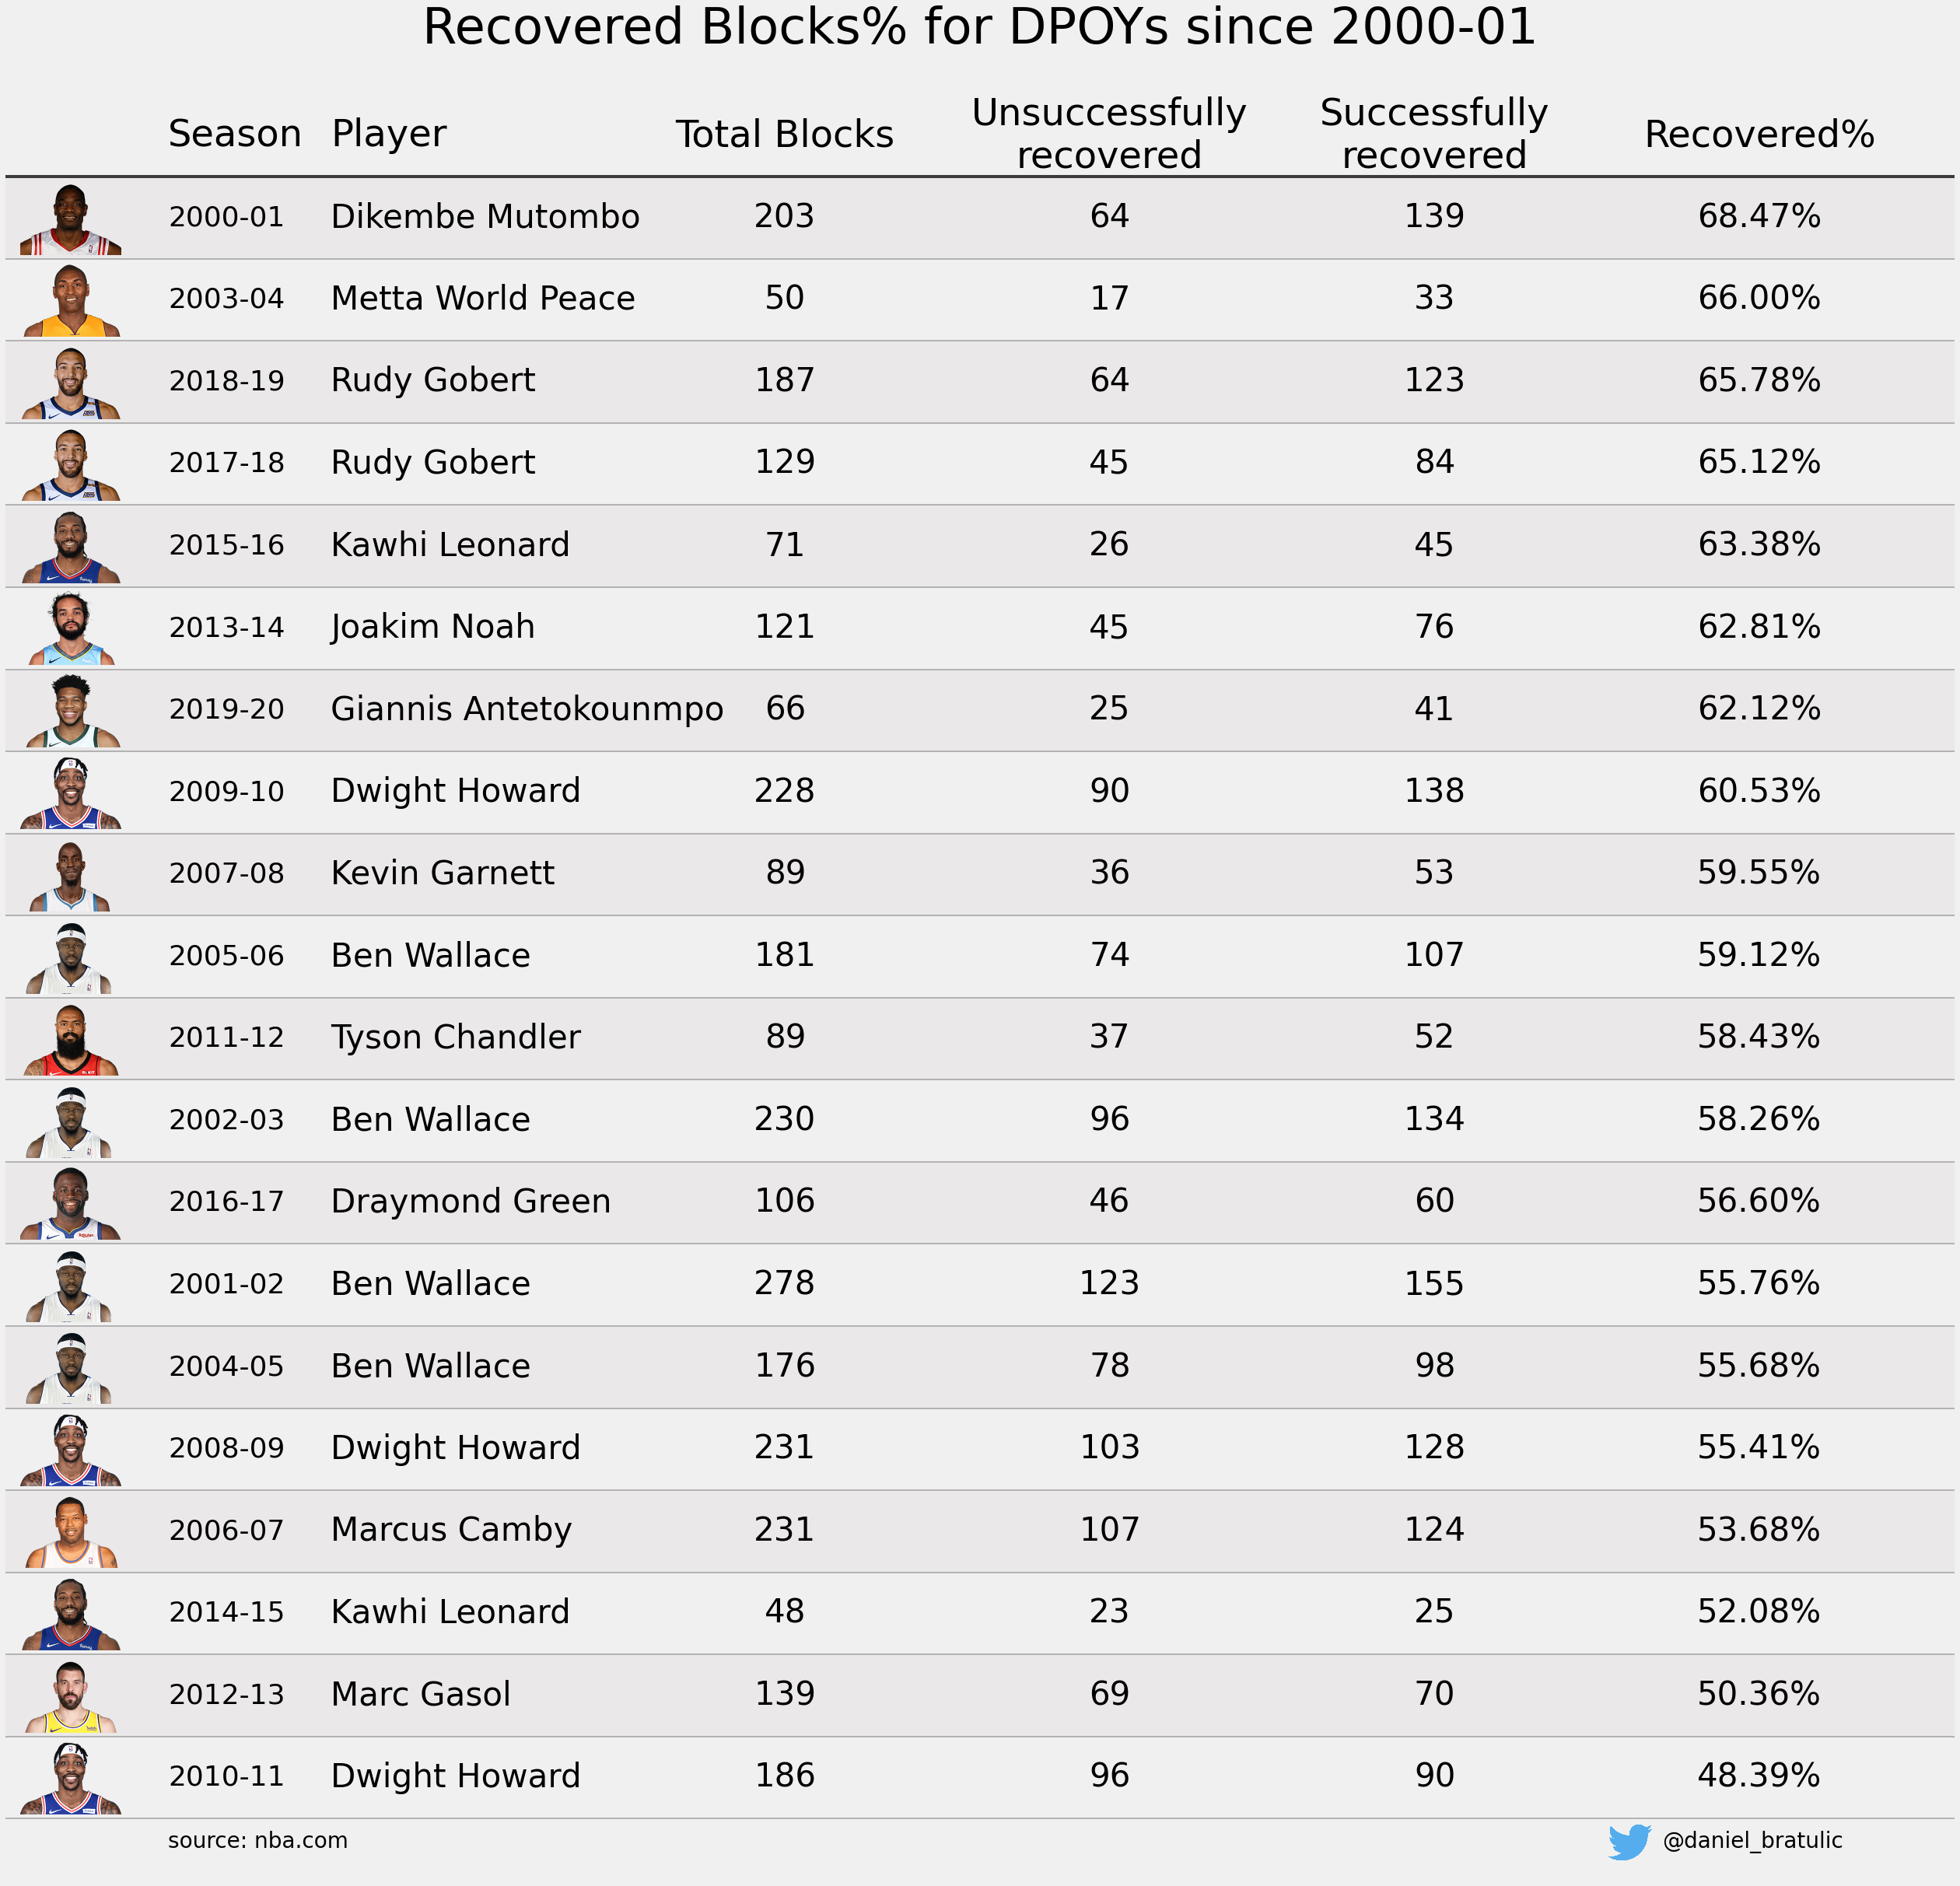 Recovered Blocks% for DPOYs since 2000-01
Season Player Total Blocks Unsuccessfully recovered Successfully recovered Recovered%
2000-01 Dikembe Mutombo 203 64 139 68.47%
2003-04 Metta World Peace 50 17 33 66.00%
2018-19 Rudy Gobert 187 64 123 65.78%
2017-18 Rudy Gobert 129 45 84 65.12%
2015-16 Kawhi Leonard 71 26 45 63.38%
2013-14 Joakim Noah 121 45 76 62.81%
2019-20 Giannis Antetokounmpo 66 25 41 62.12%
2009-10 Dwight Howard 228 90 138 60.53%
2007-08 Kevin Garnett 89 36 53 59.55%
2005-06 Ben Wallace 181 74 107 59.12%
2011-12 Tyson Chandler 89 37 52 58.43%
2002-03 Ben Wallace 230 96 134 58.26%
2016-17 Draymond Green 106 46 60 56.60%
2001-02 Ben Wallace 278 123 155 55.76%
2004-05 Ben Wallace 176 78 98 55.68%
2008-09 Dwight Howard 231 103 128 55.41%
2006-07 Marcus Camby 231 107 124 53.68%
2014-15 Kawhi Leonard 48 23 25 52.08%
2012-13 Marc Gasol 139 69 70 50.36%
2010-11 Dwight Howard 186 96 90 48.39%
source: nba.com @daniel_bratulic